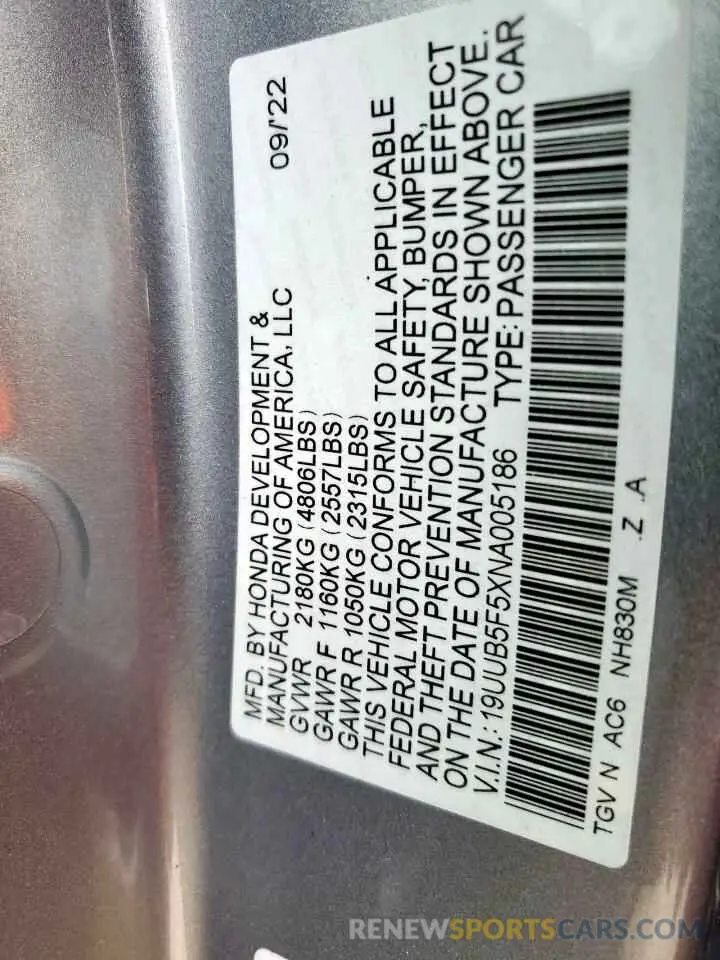 MFD. BY HONDA DEVELOPMENT &
MANUFACTURING OF AMERICA, LLC 09/'22
GVWR 2180KG (4806LBS)
GAWR F 1160KG (2557LBS)
GAWR R 1050KG (2315LBS)
THIS VEHICLE CONFORMS TO ALL APPLICABLE
FEDERAL MOTOR VEHICLE SAFETY, BUMPER,
AND THEFT PREVENTION STANDARDS IN EFFECT
ON THE DATE OF MANUFACTURE SHOWN ABOVE.
V.I.N.: 19UUB5F5XNA005186 TYPE: PASSENGER CAR
TGV N AC6 NH830M .Z .A
RENEWSPORTSCARS.COM